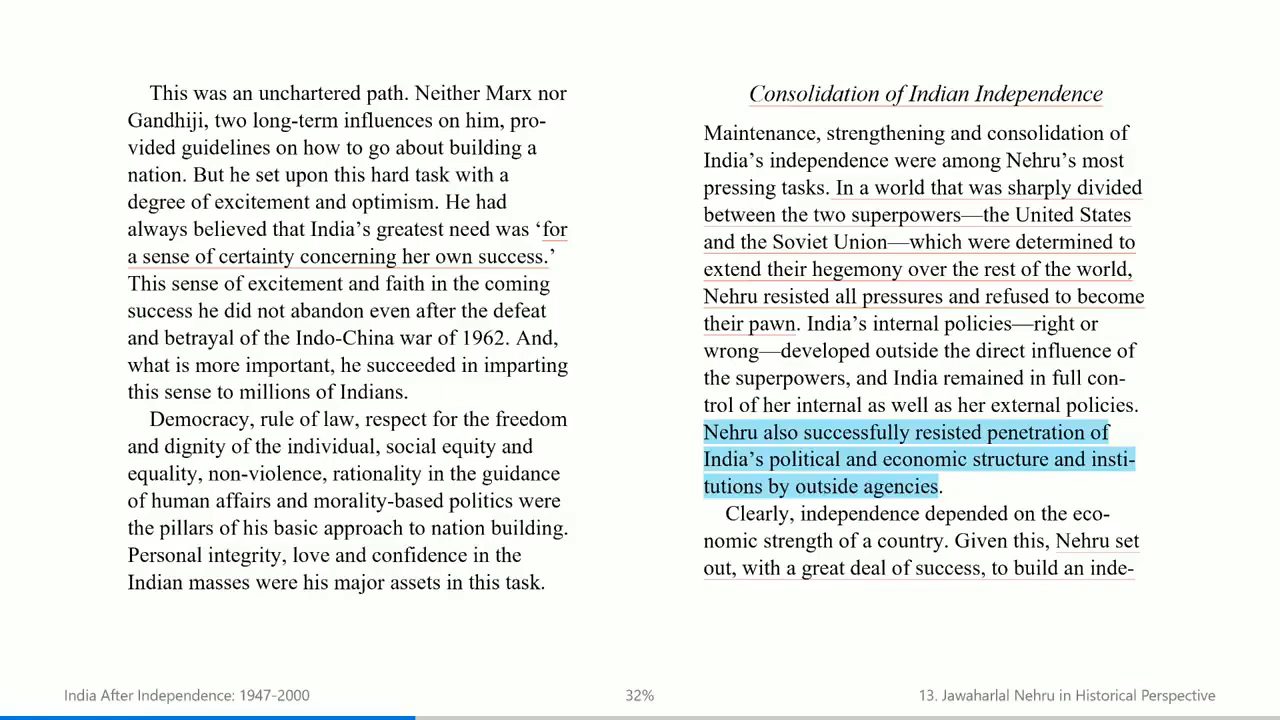 This was an unchartered path. Neither Marx nor
Gandhiji, two long-term influences on him, pro-
vided guidelines on how to go about building a
nation. But he set upon this hard task with a
degree of excitement and optimism. He had
always believed that India’s greatest need was ‘for
a sense of certainty concerning her own success.’
This sense of excitement and faith in the coming
success he did not abandon even after the defeat
and betrayal of the Indo-China war of 1962. And,
what is more important, he succeeded in imparting
this sense to millions of Indians.
Democracy, rule of law, respect for the freedom
and dignity of the individual, social equity and
equality, non-violence, rationality in the guidance
of human affairs and morality-based politics were
the pillars of his basic approach to nation building.
Personal integrity, love and confidence in the
Indian masses were his major assets in this task.
Consolidation of Indian Independence
Maintenance, strengthening and consolidation of
India’s independence were among Nehru’s most
pressing tasks. In a world that was sharply divided
between the two superpowers—the United States
and the Soviet Union—which were determined to
extend their hegemony over the rest of the world,
Nehru resisted all pressures and refused to become
their pawn. India’s internal policies—right or
wrong—developed outside the direct influence of
the superpowers, and India remained in full con-
trol of her internal as well as her external policies.
Nehru also successfully resisted penetration of
India’s political and economic structure and insti-
tutions by outside agencies.
Clearly, independence depended on the eco-
nomic strength of a country. Given this, Nehru set
out, with a great deal of success, to build an inde-
India After Independence: 1947-2000
32%
13. Jawaharlal Nehru in Historical Perspective